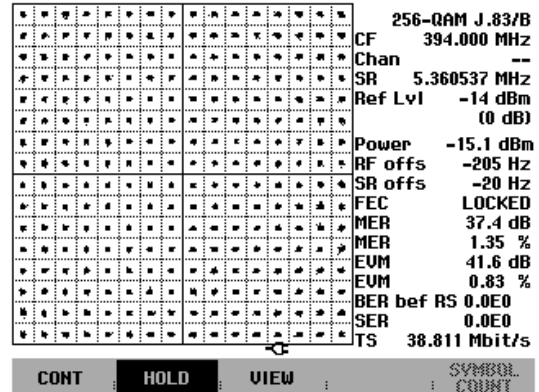 256-QAM J.83/B
CF 394.000 MHz
Chan --
SR 5.360537 MHz
Ref Lvl -14 dBm
(0 dB)
Power -15.1 dBm
RF offs -205 Hz
SR offs -20 Hz
FEC LOCKED
MER 37.4 dB
MER 1.35 %
EVM 41.6 dB
EVM 0.83 %
BER bef RS 0.0E0
SER 0.0E0
TS 38.811 Mbit/s
CONT HOLD VIEW SYMBOL
COUNT